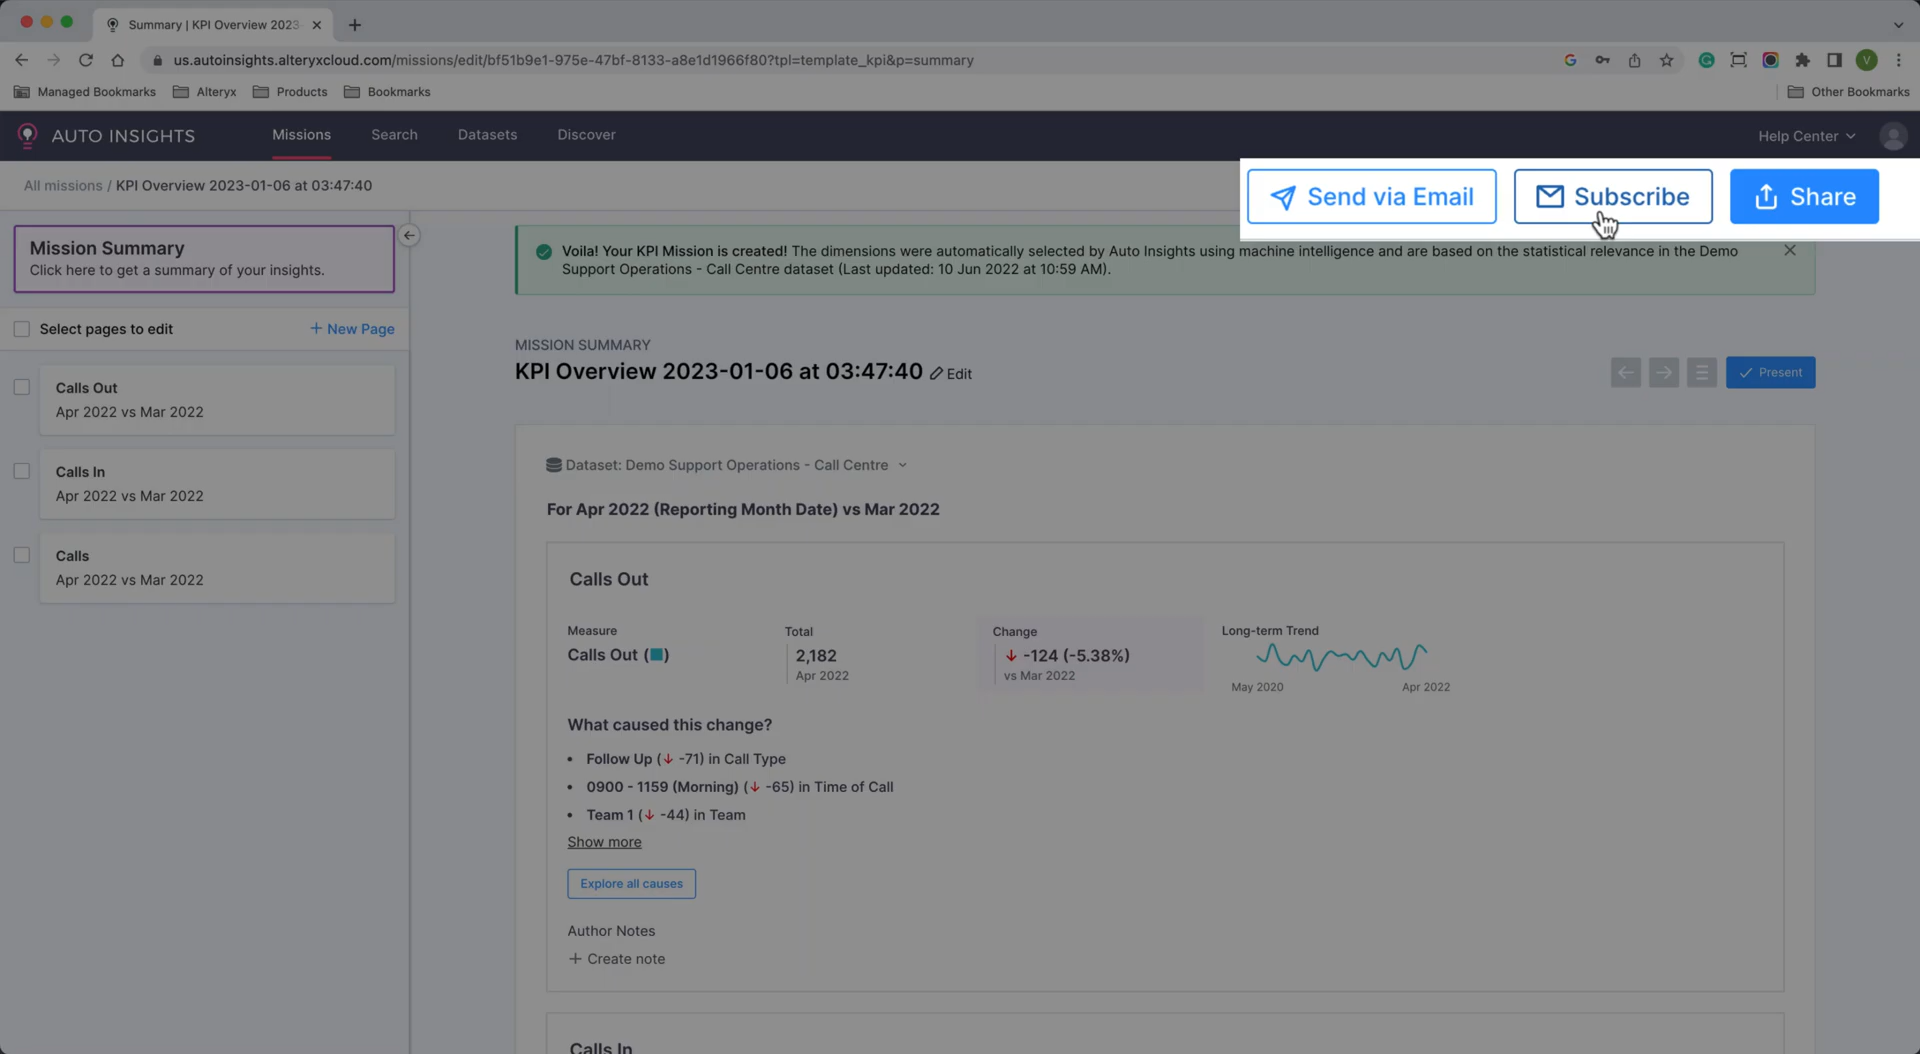 Summary | KPI Overview 2023-
us.autoinsights.alteryxcloud.com/missions/edit/bf51b9e1-975e-47bf-8133-a8e1d1966f80?tpl=template_kpi&p=summary
V
Managed Bookmarks Alteryx Products Bookmarks Other Bookmarks
AUTO INSIGHTS Missions Search Datasets Discover Help Center
All missions / KPI Overview 2023-01-06 at 03:47:40
Send via Email Subscribe Share
Mission Summary
Click here to get a summary of your insights.
Select pages to edit + New Page
Calls Out
Apr 2022 vs Mar 2022
Calls In
Apr 2022 vs Mar 2022
Calls
Apr 2022 vs Mar 2022
Voila! Your KPI Mission is created! The dimensions were automatically selected by Auto Insights using machine intelligence and are based on the statistical relevance in the Demo
Support Operations - Call Centre dataset (Last updated: 10 Jun 2022 at 10:59 AM).
MISSION SUMMARY
KPI Overview 2023-01-06 at 03:47:40 Edit
Present
Dataset: Demo Support Operations - Call Centre
For Apr 2022 (Reporting Month Date) vs Mar 2022
Calls Out
Measure Total Change Long-term Trend
Calls Out ( ) 2,182 ↓ -124 (-5.38%)
Apr 2022 vs Mar 2022 May 2020 Apr 2022
What caused this change?
• Follow Up (↓ -71) in Call Type
• 0900 - 1159 (Morning) (↓ -65) in Time of Call
• Team 1 (↓ -44) in Team
Show more
Explore all causes
Author Notes
+ Create note
Calls In